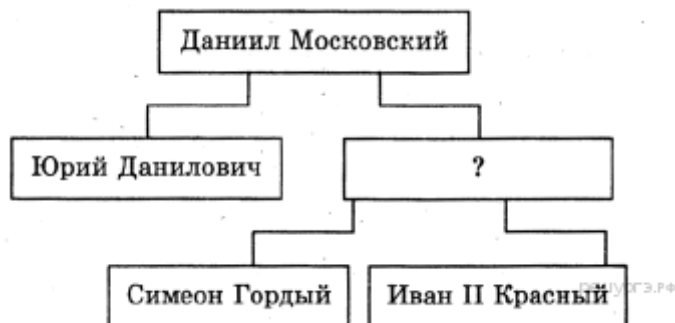 Даниил Московский
Юрий Данилович
?
Симеон Гордый
Иван II Красный